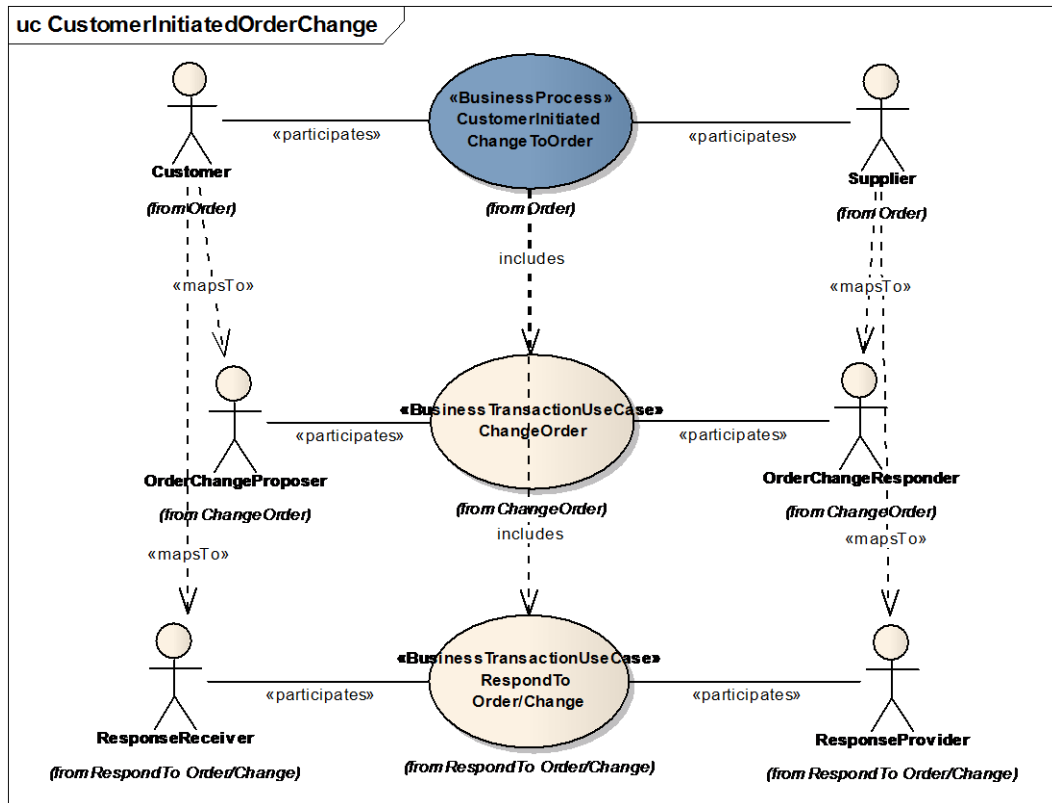 uc CustomerInitiatedOrderChange
«BusinessProcess»
CustomerInitiated
ChangeToOrder
«participates»
«participates»
Customer
Supplier
(from Order)
(from Order)
(from Order)
includes
«mapsTo»
«mapsTo»
«BusinessTransactionUseCase»
ChangeOrder
«participates»
«participates»
OrderChangeProposer
OrderChangeResponder
(from ChangeOrder)
(from ChangeOrder)
(from ChangeOrder)
includes
«mapsTo»
«mapsTo»
«BusinessTransactionUseCase»
RespondTo
Order/Change
«participates»
«participates»
ResponseReceiver
ResponseProvider
(from RespondTo Order/Change)
(from RespondTo Order/Change)
(from RespondTo Order/Change)